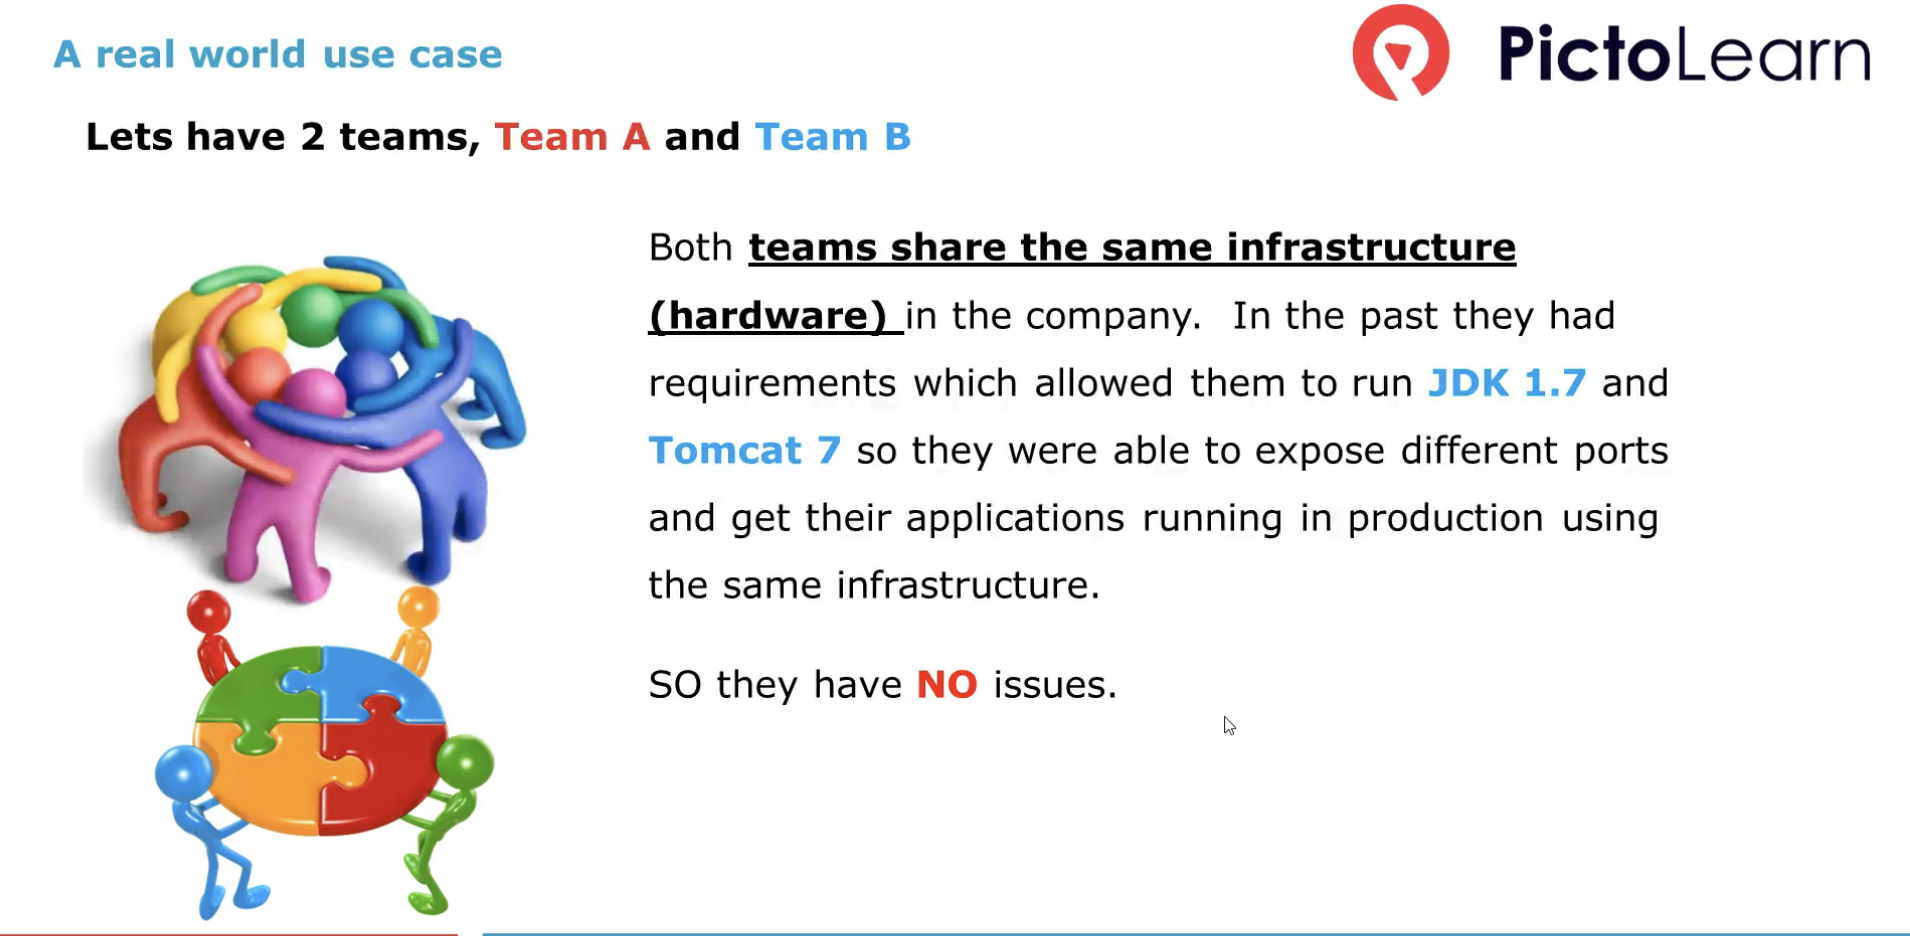 A real world use case
PictoLearn
Lets have 2 teams, Team A and Team B
Both teams share the same infrastructure
(hardware) in the company. In the past they had
requirements which allowed them to run JDK 1.7 and
Tomcat 7 so they were able to expose different ports
and get their applications running in production using
the same infrastructure.
SO they have NO issues.